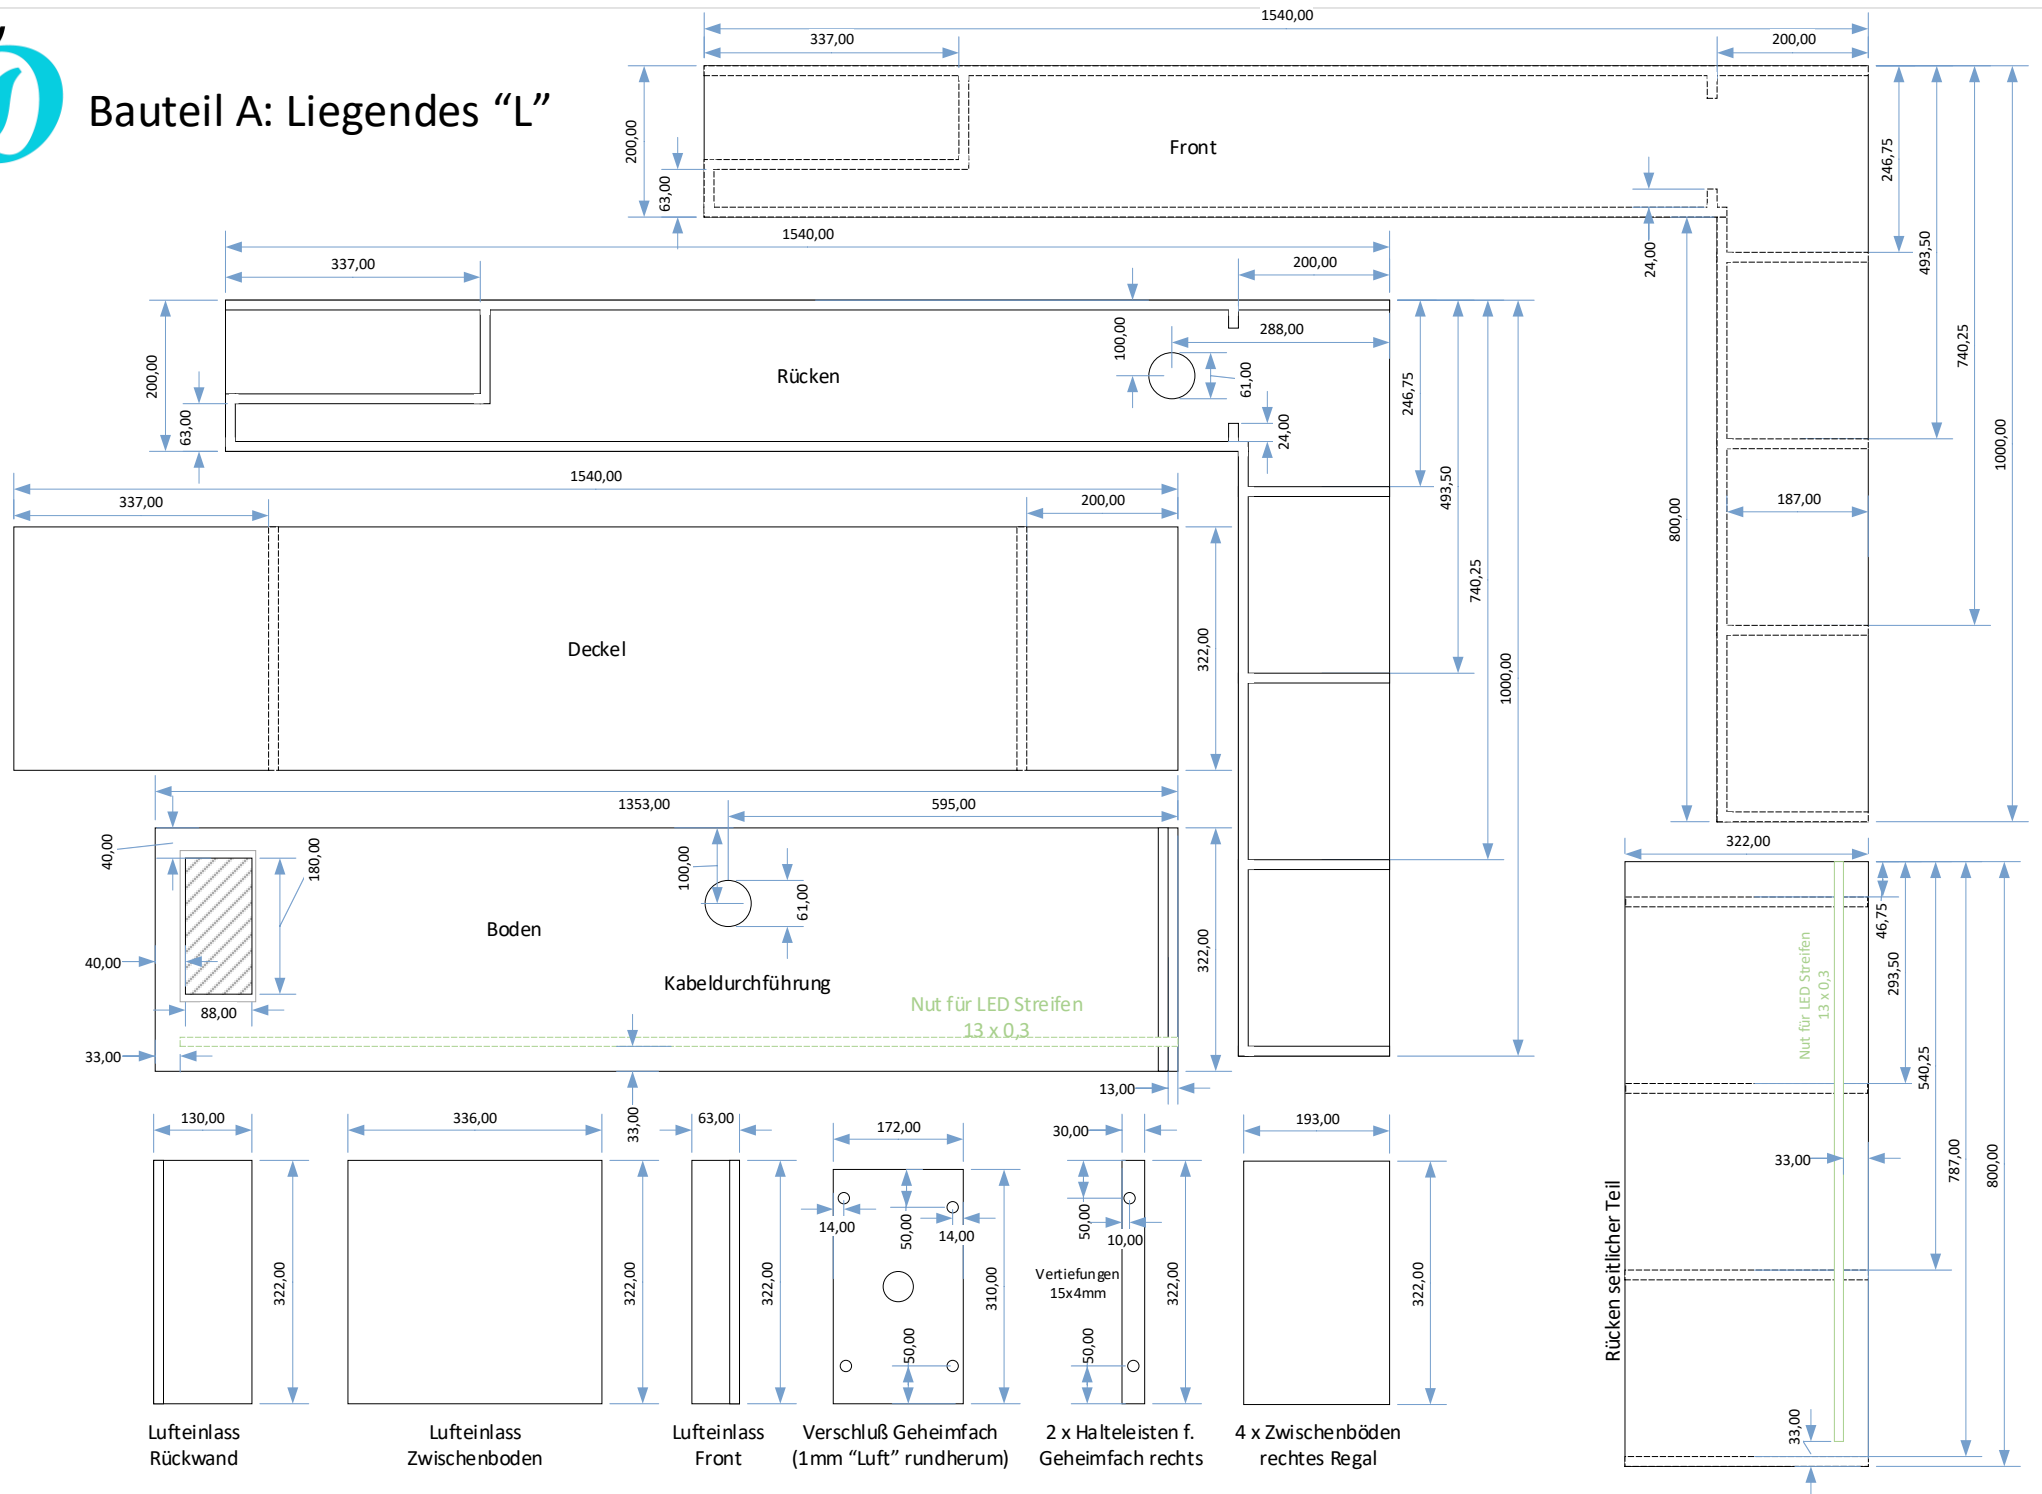 Bauteil A: Liegendes “L”
1540,00
337,00
200,00
200,00
63,00
Front
24,00
246,75
493,50
740,25
1000,00
800,00
187,00
1540,00
337,00
200,00
200,00
63,00
Rücken
100,00
288,00
61,00
24,00
246,75
493,50
740,25
1000,00
1540,00
337,00
200,00
Deckel
322,00
1353,00
595,00
40,00
180,00
100,00
61,00
Boden
322,00
40,00
Kabeldurchführung
88,00
Nut für LED Streifen
13 x 0,3
33,00
13,00
33,00
322,00
46,75
293,50
Nut für LED Streifen
13 x 0,3
540,25
33,00
787,00
800,00
Rücken seitlicher Teil
33,00
130,00
322,00
Lufteinlass
Rückwand
336,00
322,00
Lufteinlass
Zwischenboden
63,00
322,00
Lufteinlass
Front
172,00
14,00
50,00
14,00
310,00
50,00
Verschluß Geheimfach
(1mm “Luft” rundherum)
30,00
50,00
10,00
Vertiefungen
15x4mm
322,00
50,00
2 x Halteleisten f.
Geheimfach rechts
193,00
322,00
4 x Zwischenböden
rechtes Regal